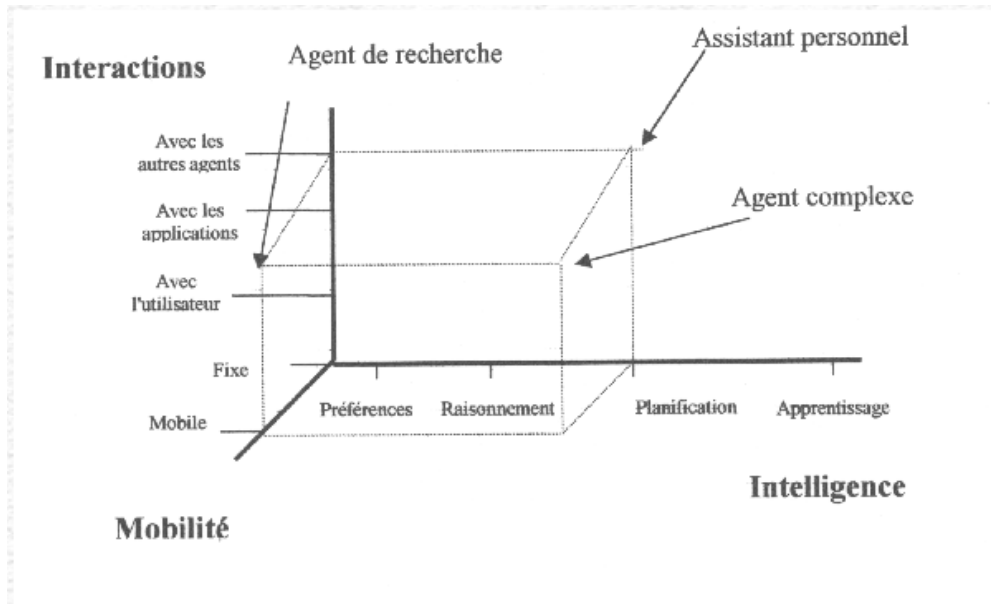 Assistant personnel
Agent de recherche
Interactions
Avec les
autres agents
Agent complexe
Avec les
applications
Avec
l'utilisateur
Fixe
Préférences
Raisonnement
Planification
Apprentissage
Mobile
Intelligence
Mobilité